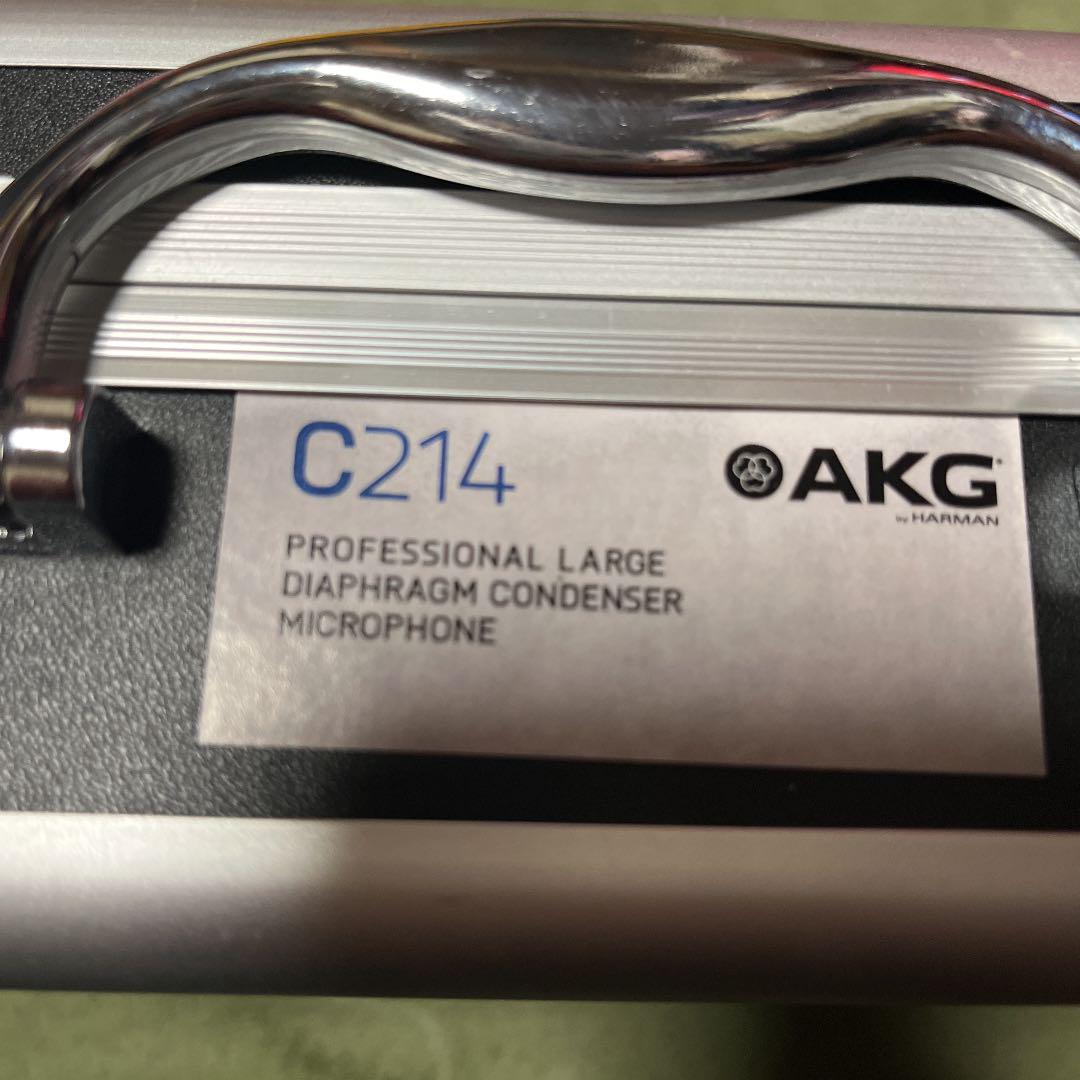 C214
AKG
by HARMAN
PROFESSIONAL LARGE
DIAPHRAGM CONDENSER
MICROPHONE